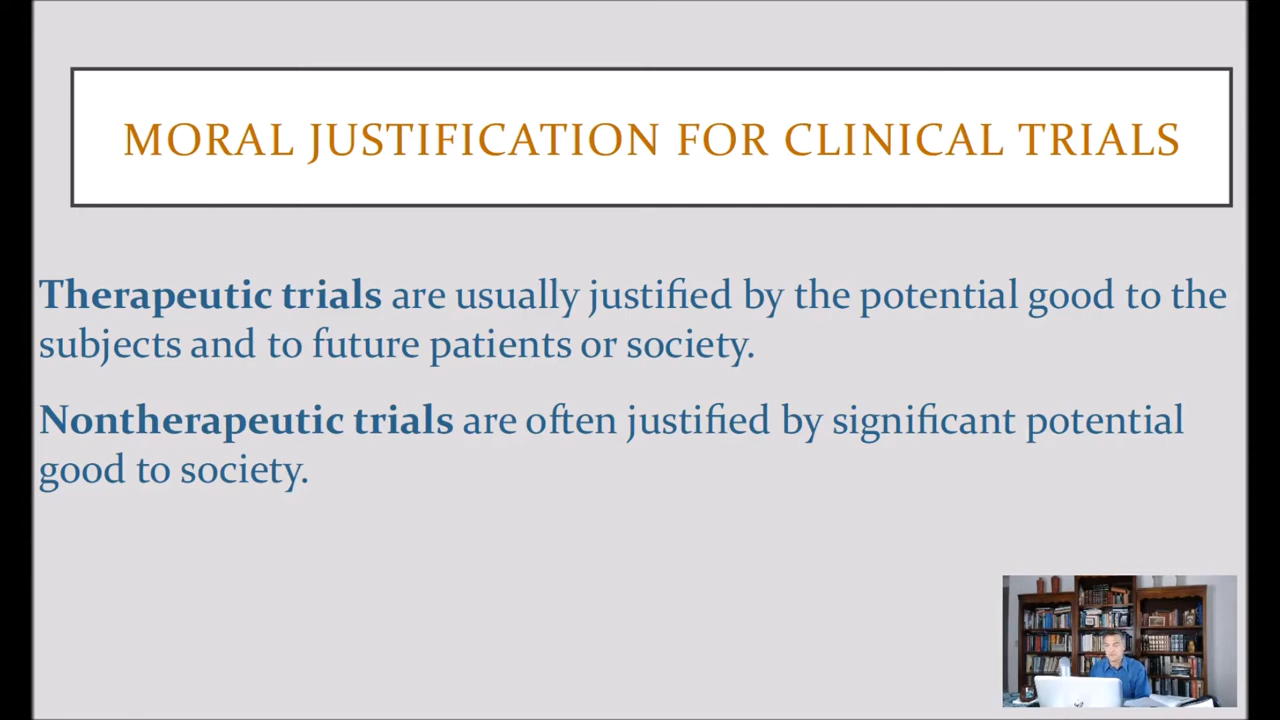 MORAL JUSTIFICATION FOR CLINICAL TRIALS
Therapeutic trials are usually justified by the potential good to the
subjects and to future patients or society.
Nontherapeutic trials are often justified by significant potential
good to society.